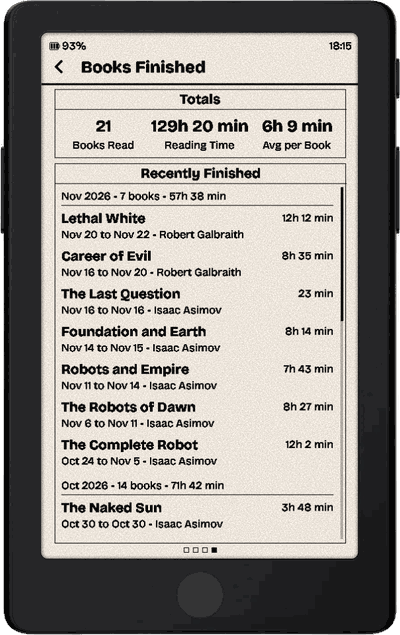 93%
18:15
Books Finished
Totals
21 129h 20 min 6h 9 min
Books Read Reading Time Avg per Book
Recently Finished
Nov 2026 - 7 books - 57h 38 min
Lethal White 12h 12 min
Nov 20 to Nov 22 - Robert Galbraith
Career of Evil 8h 35 min
Nov 16 to Nov 20 - Robert Galbraith
The Last Question 23 min
Nov 16 to Nov 16 - Isaac Asimov
Foundation and Earth 8h 14 min
Nov 14 to Nov 15 - Isaac Asimov
Robots and Empire 7h 43 min
Nov 11 to Nov 14 - Isaac Asimov
The Robots of Dawn 8h 27 min
Nov 6 to Nov 11 - Isaac Asimov
The Complete Robot 12h 2 min
Oct 24 to Nov 5 - Isaac Asimov
Oct 2026 - 14 books - 71h 42 min
The Naked Sun 3h 48 min
Oct 30 to Oct 30 - Isaac Asimov